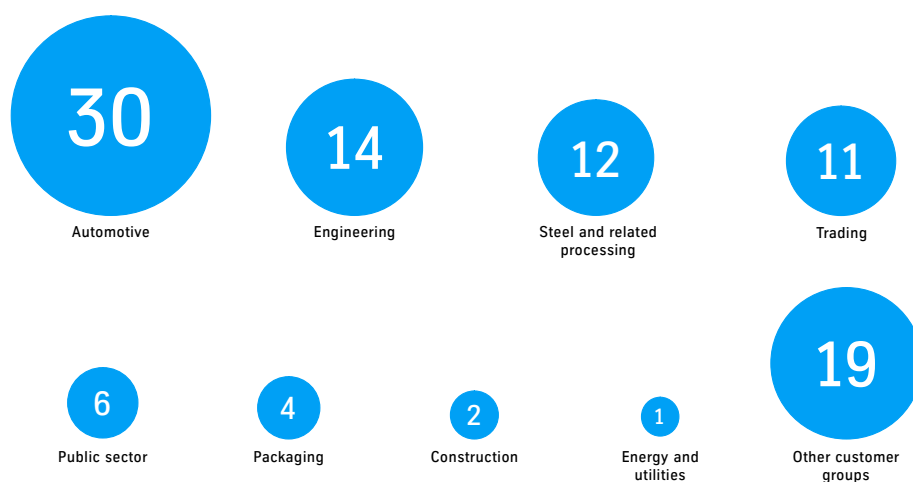 30
14
12
11
Automotive
Engineering
Steel and related
processing
Trading
6
4
2
1
19
Public sector
Packaging
Construction
Energy and
utilities
Other customer
groups